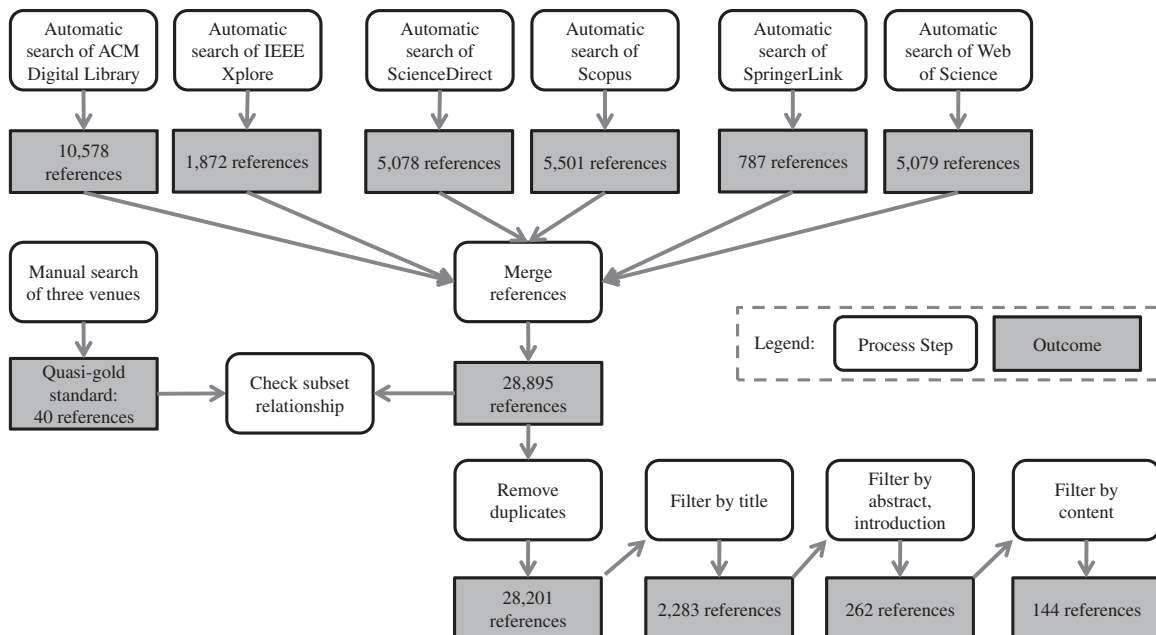 Automatic
search of ACM
Digital Library
Automatic
search of IEEE
Xplore
Automatic
search of
ScienceDirect
Automatic
search of
Scopus
Automatic
search of
SpringerLink
Automatic
search of Web
of Science
10,578
references
1,872 references
5,078 references
5,501 references
787 references
5,079 references
Manual search
of three venues
Merge
references
Legend:
Process Step
Outcome
Quasi-gold
standard:
40 references
Check subset
relationship
28,895
references
Remove
duplicates
Filter by title
Filter by
abstract,
introduction
Filter by
content
28,201
references
2,283 references
262 references
144 references